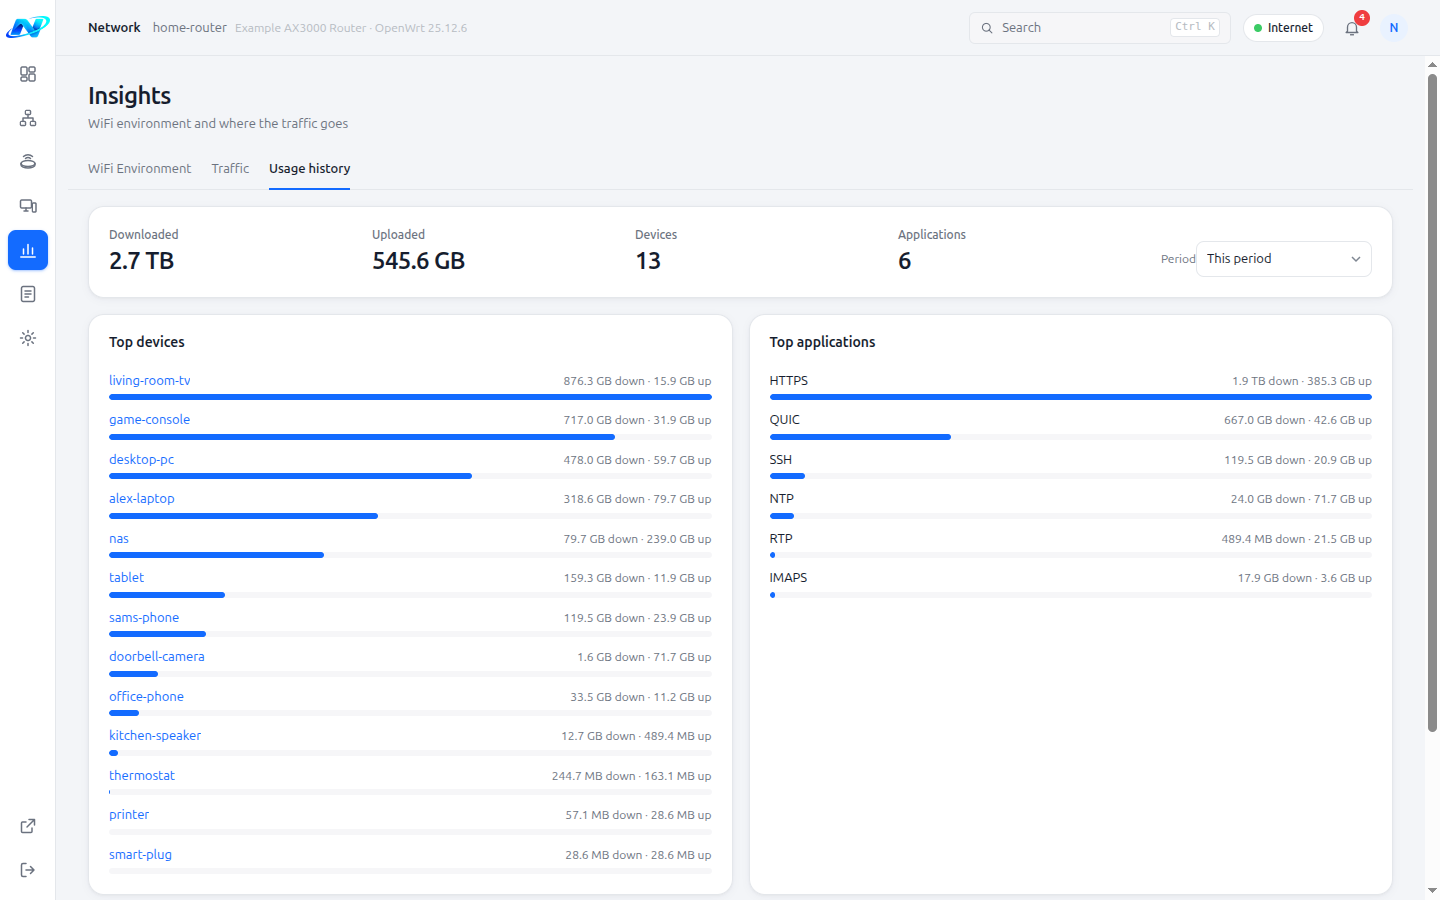 Network home-router Example AX3000 Router · OpenWrt 25.12.6
Search Ctrl K
Internet
4
N
Insights
WiFi environment and where the traffic goes
WiFi Environment Traffic Usage history
Downloaded
2.7 TB
Uploaded
545.6 GB
Devices
13
Applications
6
Period This period
Top devices
living-room-tv 876.3 GB down · 15.9 GB up
game-console 717.0 GB down · 31.9 GB up
desktop-pc 478.0 GB down · 59.7 GB up
alex-laptop 318.6 GB down · 79.7 GB up
nas 79.7 GB down · 239.0 GB up
tablet 159.3 GB down · 11.9 GB up
sams-phone 119.5 GB down · 23.9 GB up
doorbell-camera 1.6 GB down · 71.7 GB up
office-phone 33.5 GB down · 11.2 GB up
kitchen-speaker 12.7 GB down · 489.4 MB up
thermostat 244.7 MB down · 163.1 MB up
printer 57.1 MB down · 28.6 MB up
smart-plug 28.6 MB down · 28.6 MB up
Top applications
HTTPS 1.9 TB down · 385.3 GB up
QUIC 667.0 GB down · 42.6 GB up
SSH 119.5 GB down · 20.9 GB up
NTP 24.0 GB down · 71.7 GB up
RTP 489.4 MB down · 21.5 GB up
IMAPS 17.9 GB down · 3.6 GB up